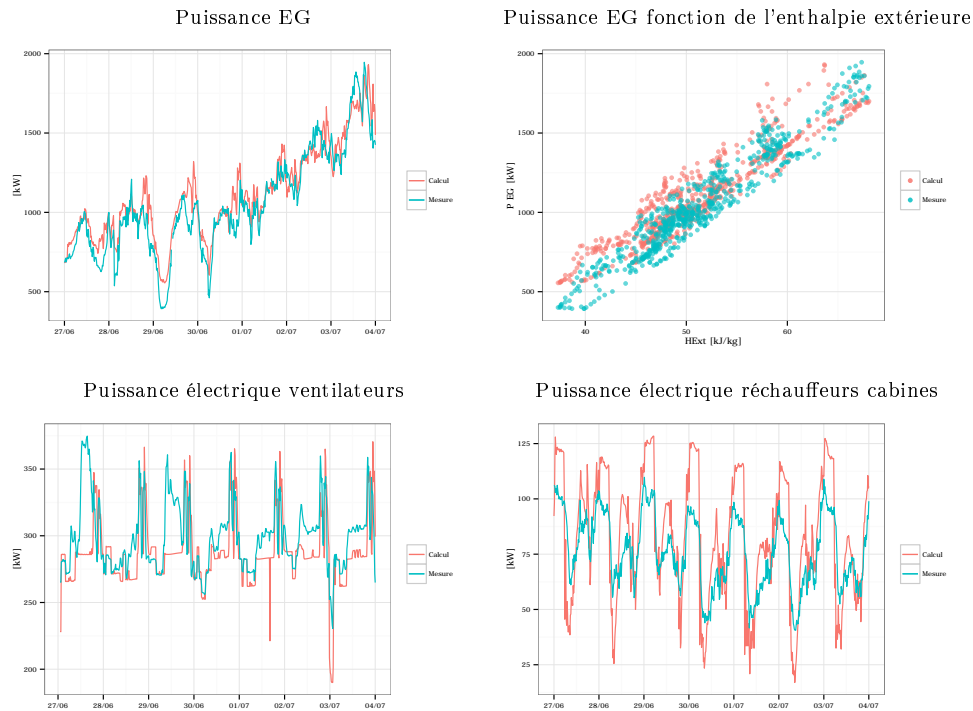 Puissance EG
2000
1500
1000
500
[kW]
27/06 28/06 29/06 30/06 01/07 02/07 03/07 04/07
Calcul
Mesure
Puissance EG fonction de l'enthalpie extérieure
2000
1500
1000
500
P EG [kW]
40 50 60
HExt [kJ/kg]
Calcul
Mesure
Puissance électrique ventilateurs
350
300
250
200
[kW]
27/06 28/06 29/06 30/06 01/07 02/07 03/07 04/07
Calcul
Mesure
Puissance électrique réchauffeurs cabines
125
100
75
50
25
[kW]
27/06 28/06 29/06 30/06 01/07 02/07 03/07 04/07
Calcul
Mesure